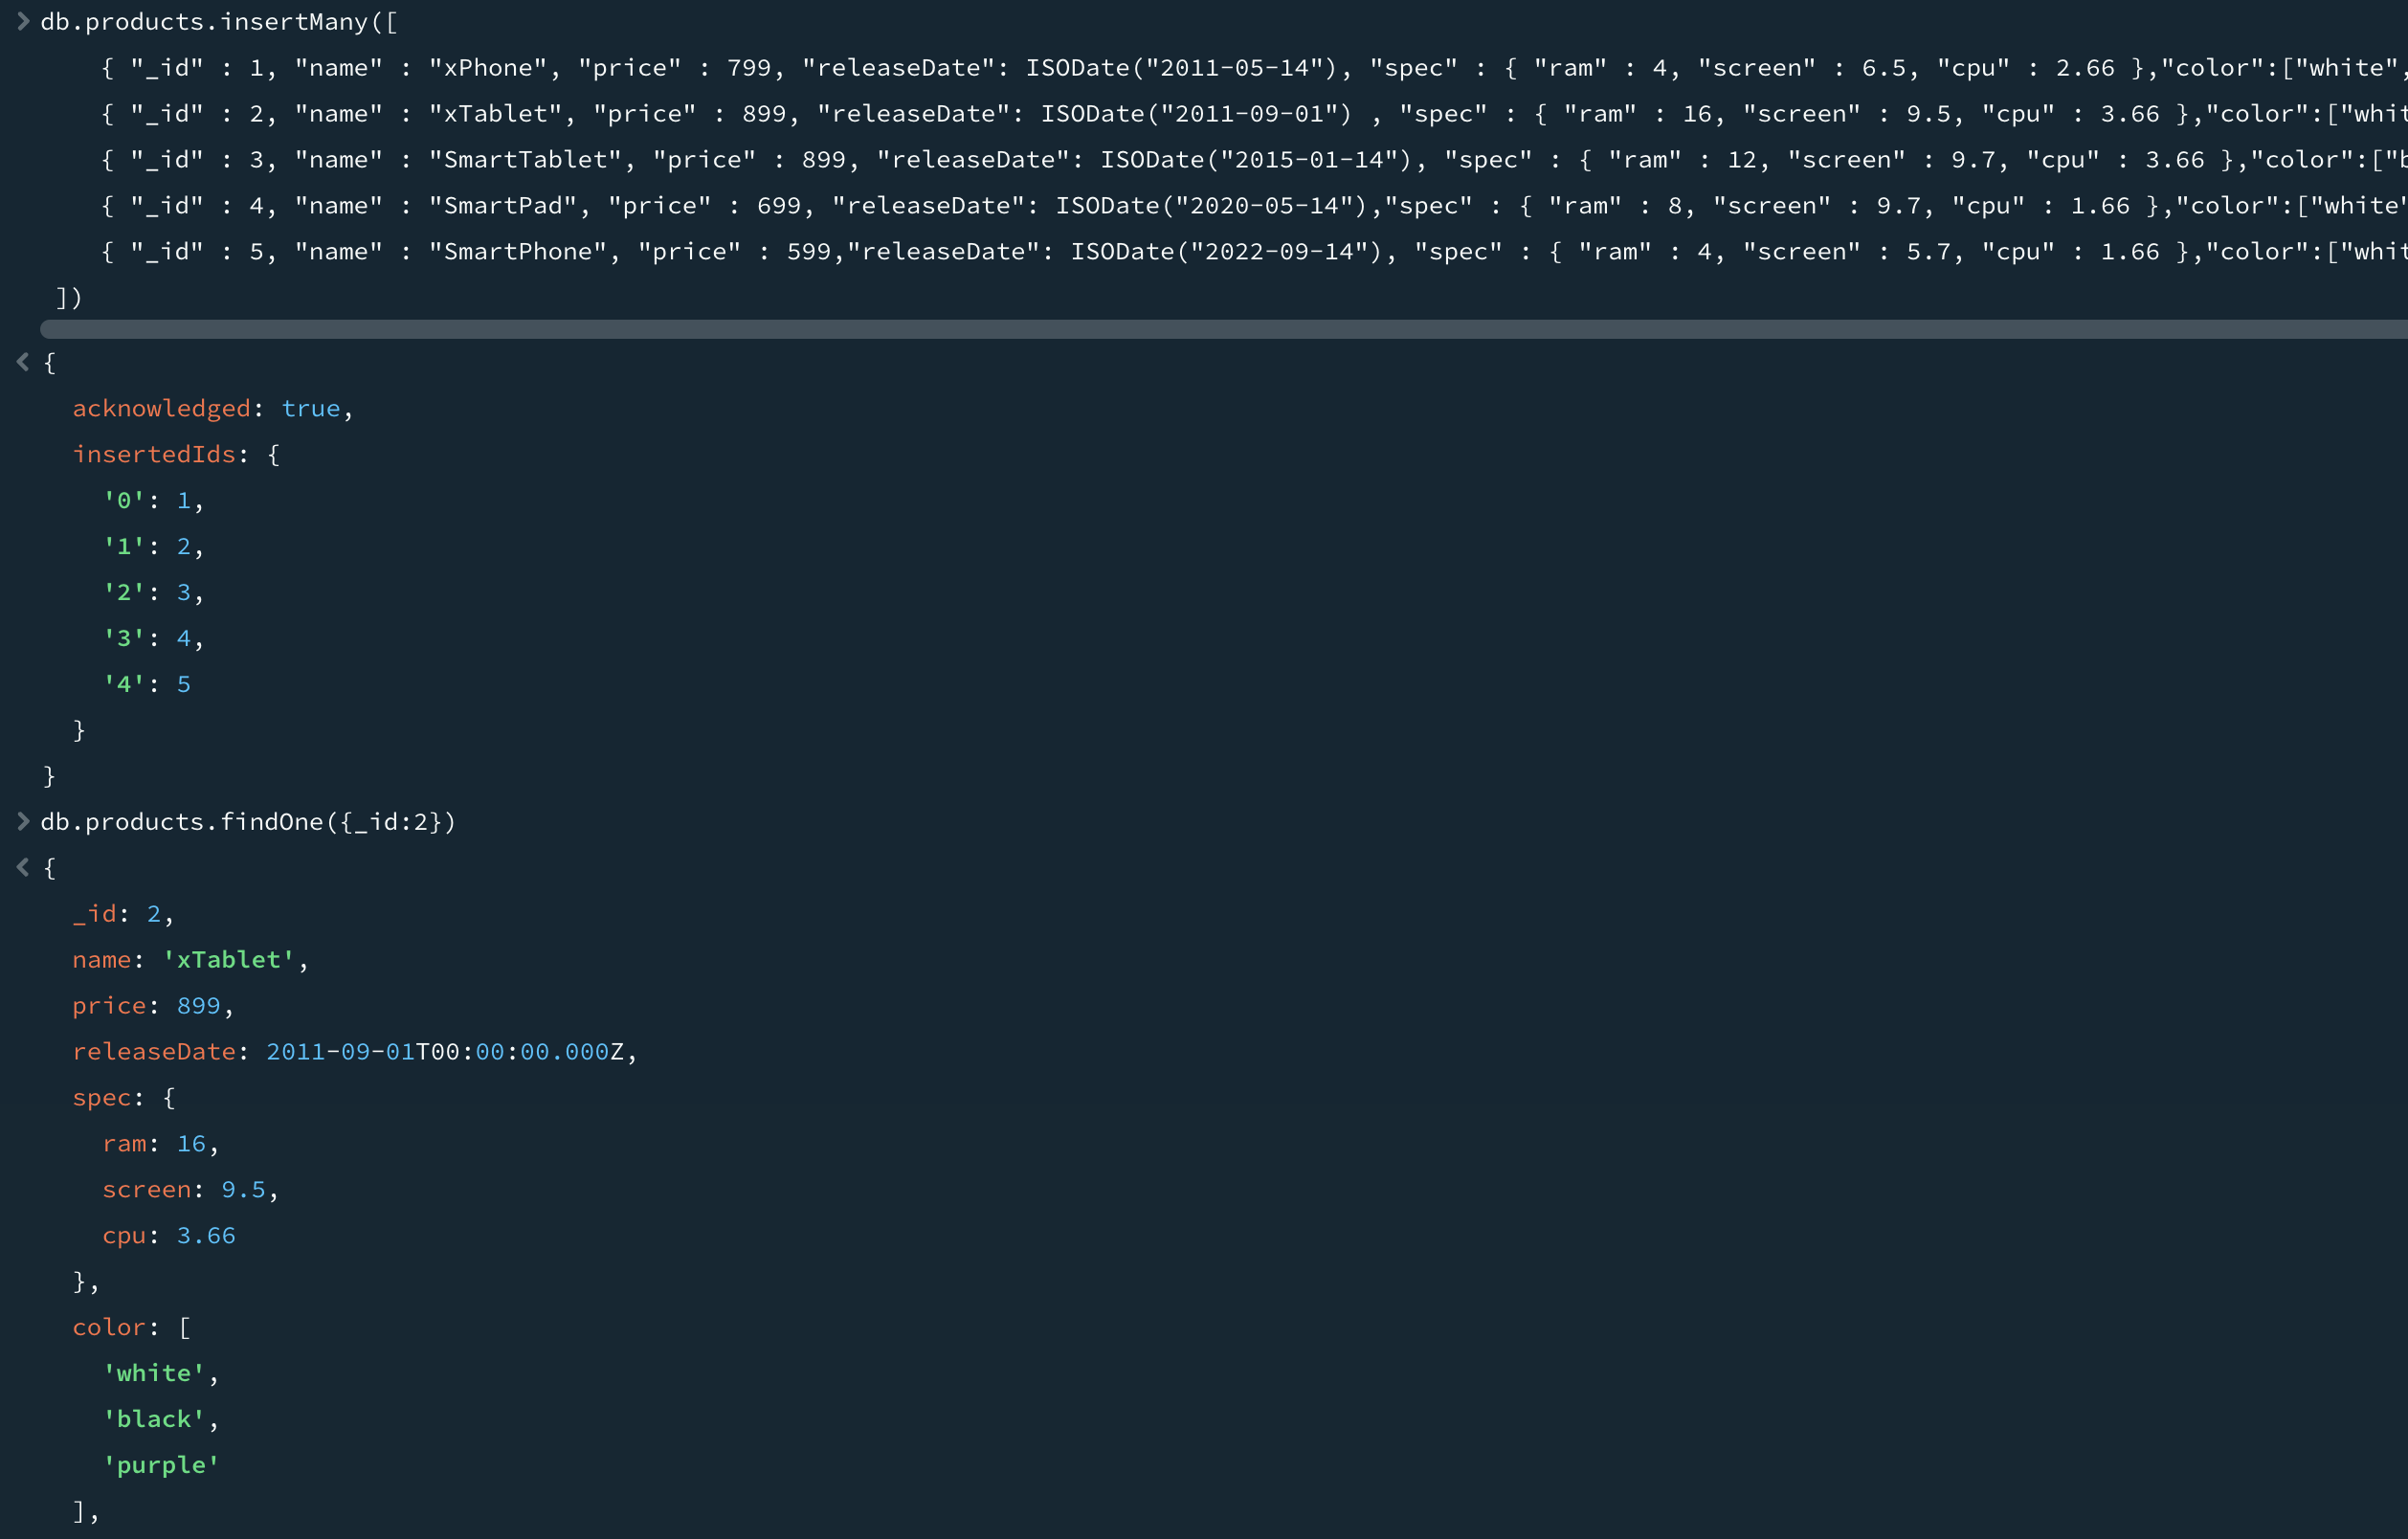 db.products.insertMany([
{ "_id" : 1, "name" : "xPhone", "price" : 799, "releaseDate": ISODate("2011-05-14"), "spec" : { "ram" : 4, "screen" : 6.5, "cpu" : 2.66 },"color":["white",
{ "_id" : 2, "name" : "xTablet", "price" : 899, "releaseDate": ISODate("2011-09-01") , "spec" : { "ram" : 16, "screen" : 9.5, "cpu" : 3.66 },"color":["whit
{ "_id" : 3, "name" : "SmartTablet", "price" : 899, "releaseDate": ISODate("2015-01-14"), "spec" : { "ram" : 12, "screen" : 9.7, "cpu" : 3.66 },"color":["b
{ "_id" : 4, "name" : "SmartPad", "price" : 699, "releaseDate": ISODate("2020-05-14"),"spec" : { "ram" : 8, "screen" : 9.7, "cpu" : 1.66 },"color":["white"
{ "_id" : 5, "name" : "SmartPhone", "price" : 599,"releaseDate": ISODate("2022-09-14"), "spec" : { "ram" : 4, "screen" : 5.7, "cpu" : 1.66 },"color":["whit
])
{
acknowledged: true,
insertedIds: {
'0': 1,
'1': 2,
'2': 3,
'3': 4,
'4': 5
}
}
db.products.findOne({_id:2})
{
_id: 2,
name: 'xTablet',
price: 899,
releaseDate: 2011-09-01T00:00:00.000Z,
spec: {
ram: 16,
screen: 9.5,
cpu: 3.66
},
color: [
'white',
'black',
'purple'
],